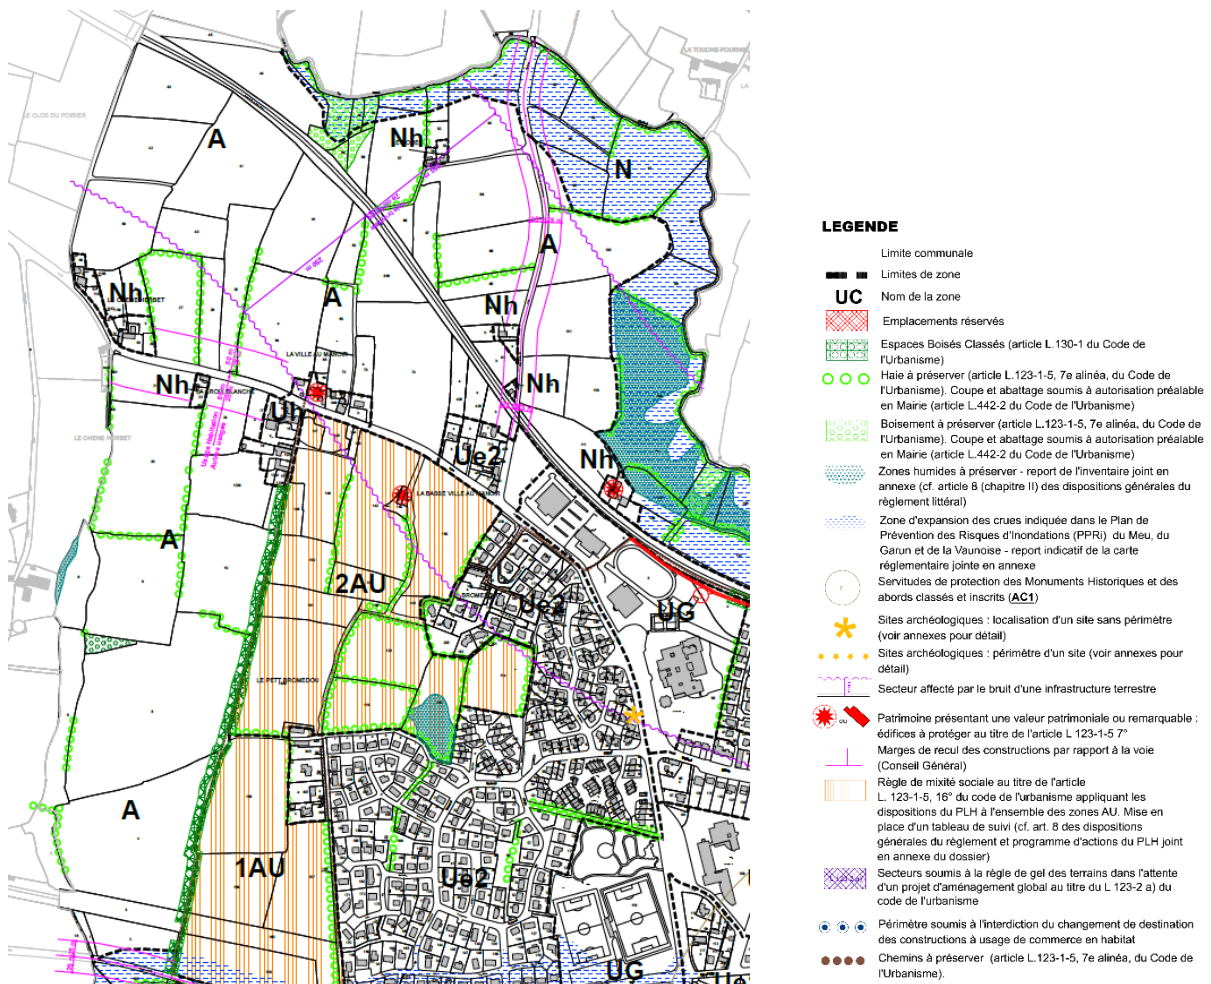 LA TOUCHE-POURNE
LA
LE CLOS DU POIRIER
A
Nh
N
A
Nh
LE CHENE HERBET
A
Nh
LA VILLE AU MANOIR
Nh
LA CROIX BLANCHE
Nh
Uh
LE CHENE HERBET
Ue2
Nh
LA BASSE VILLE AU MANOIR
A
2AU
BROMEDOU
Ue2
UG
LE PETIT BROMEDOU
A
1AU
Ue2
UG
Ue
LEGENDE
Limite communale
Limites de zone
UC Nom de la zone
Emplacements réservés
Espaces Boisés Classés (article L.130-1 du Code de
l'Urbanisme)
Haie à préserver (article L.123-1-5, 7e alinéa, du Code de
l'Urbanisme). Coupe et abattage soumis à autorisation préalable
en Mairie (article L.442-2 du Code de l'Urbanisme)
Boisement à préserver (article L.123-1-5, 7e alinéa, du Code de
l'Urbanisme). Coupe et abattage soumis à autorisation préalable
en Mairie (article L.442-2 du Code de l'Urbanisme)
Zones humides à préserver - report de l'inventaire joint en
annexe (cf. article 8 (chapitre II) des dispositions générales du
règlement littéral)
Zone d'expansion des crues indiquée dans le Plan de
Prévention des Risques d'Inondations (PPRi) du Meu, du
Garun et de la Vaunoise - report indicatif de la carte
réglementaire jointe en annexe
Servitudes de protection des Monuments Historiques et des
abords classés et inscrits (AC1)
Sites archéologiques : localisation d'un site sans périmètre
(voir annexes pour détail)
Sites archéologiques : périmètre d'un site (voir annexes pour
détail)
Secteur affecté par le bruit d'une infrastructure terrestre
ou Patrimoine présentant une valeur patrimoniale ou remarquable :
édifices à protéger au titre de l'article L 123-1-5 7°
Marges de recul des constructions par rapport à la voie
(Conseil Général)
Règle de mixité sociale au titre de l'article
L. 123-1-5, 16° du code de l'urbanisme appliquant les
dispositions du PLH à l'ensemble des zones AU. Mise en
place d'un tableau de suivi (cf. art. 8 des dispositions
générales du règlement et programme d'actions du PLH joint
en annexe du dossier)
Secteurs soumis à la règle de gel des terrains dans l'attente
d'un projet d'aménagement global au titre du L 123-2 a) du
code de l'urbanisme
Périmètre soumis à l'interdiction du changement de destination
des constructions à usage de commerce en habitat
Chemins à préserver (article L.123-1-5, 7e alinéa, du Code de
l'Urbanisme).